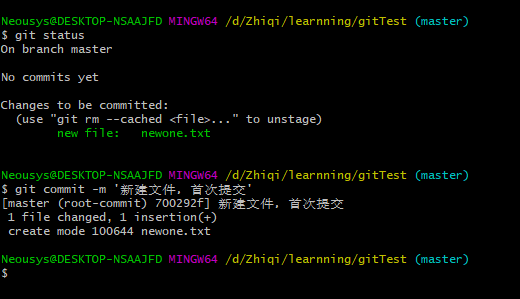 Neousys@DESKTOP-NSAAJFD MINGW64 /d/Zhiqi/learnning/gitTest (master)
$ git status
On branch master
No commits yet
Changes to be committed:
  (use "git rm --cached <file>..." to unstage)
        new file:   newone.txt
Neousys@DESKTOP-NSAAJFD MINGW64 /d/Zhiqi/learnning/gitTest (master)
$ git commit -m '新建文件，首次提交'
[master (root-commit) 700292f] 新建文件，首次提交
 1 file changed, 1 insertion(+)
 create mode 100644 newone.txt
Neousys@DESKTOP-NSAAJFD MINGW64 /d/Zhiqi/learnning/gitTest (master)
$